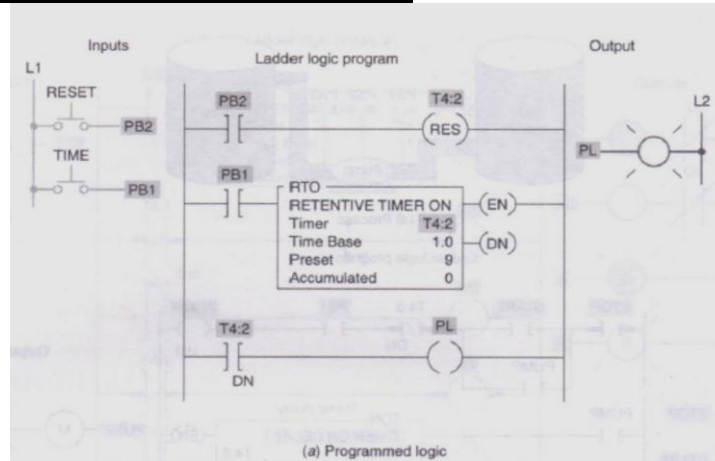 Inputs
Ladder logic program
Output
L1
RESET
PB2
TIME
PB1
PB2
T4:2
RES
PB1
RTO
RETENTIVE TIMER ON
Timer T4:2
Time Base 1.0
Preset 9
Accumulated 0
EN
DN
T4:2
DN
PL
L2
PL
(a) Programmed logic